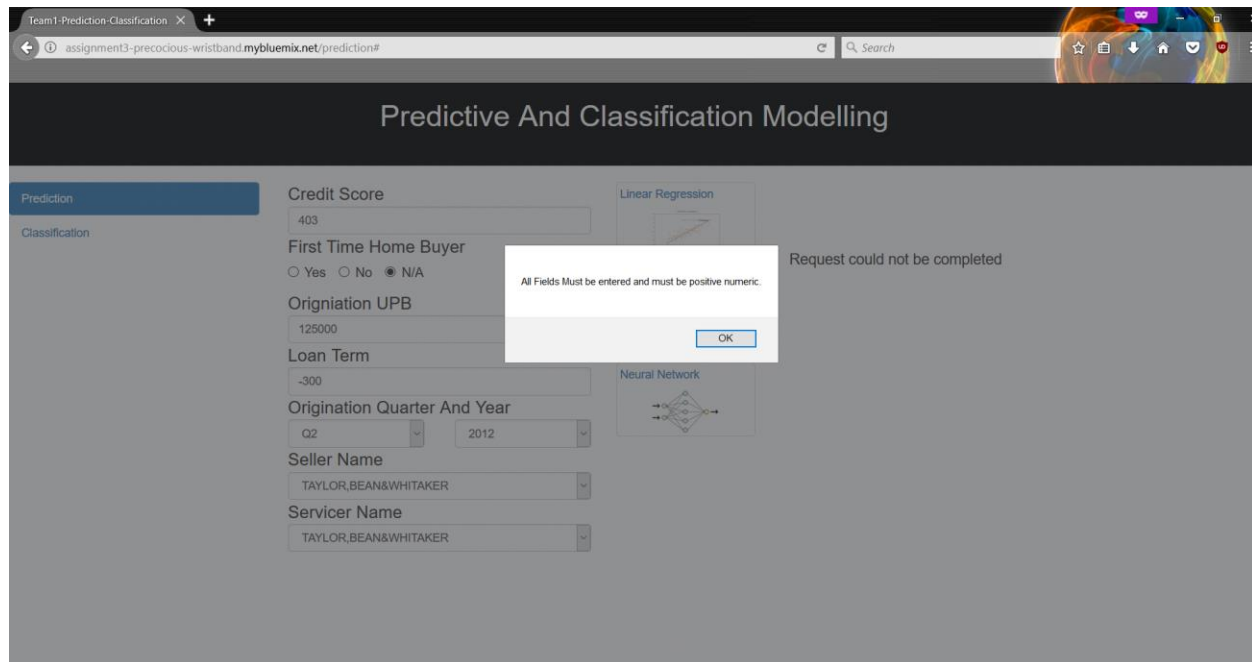 Team1-Prediction-Classification
assignment3-precocious-wristband.mybluemix.net/prediction#
Search
Predictive And Classification Modelling
Prediction
Classification
Credit Score
403
First Time Home Buyer
Yes No N/A
Origniation UPB
125000
Loan Term
-300
Origination Quarter And Year
Q2 2012
Seller Name
TAYLOR,BEAN&WHITAKER
Servicer Name
TAYLOR,BEAN&WHITAKER
Linear Regression
Neural Network
All Fields Must be entered and must be positive numeric.
OK
Request could not be completed